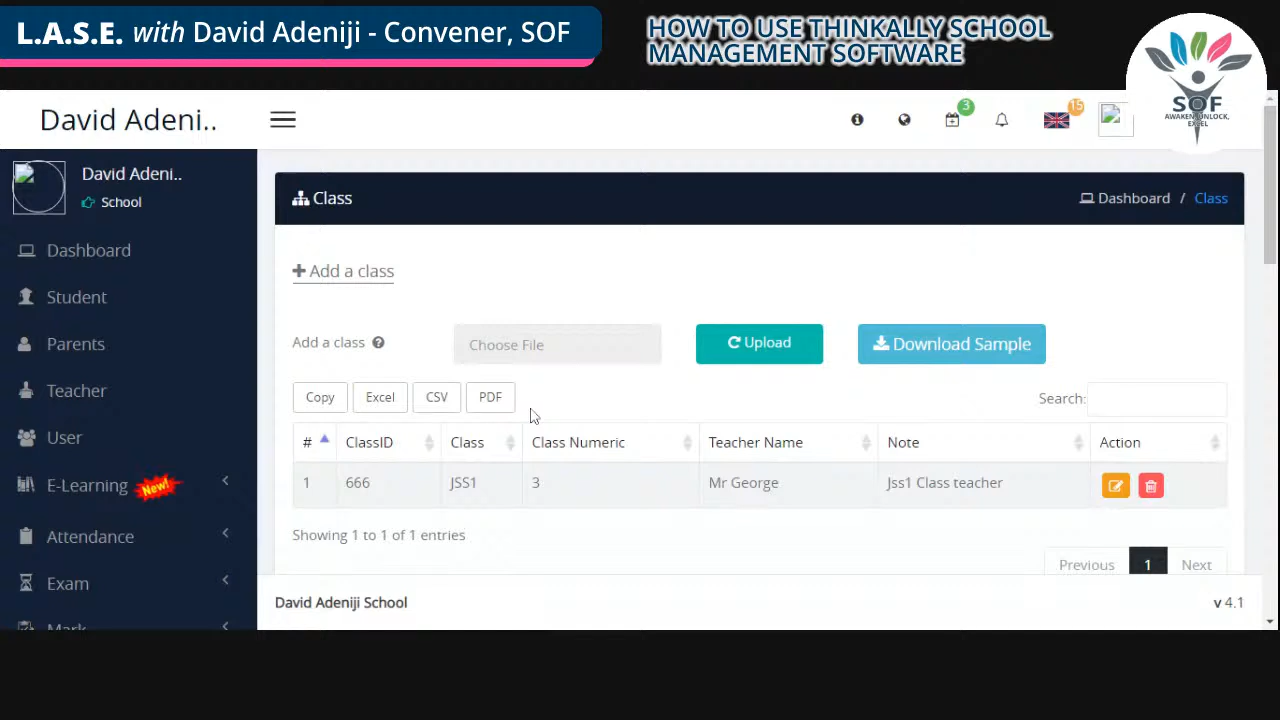 L.A.S.E. with David Adeniji - Convener, SOF
HOW TO USE THINKALLY SCHOOL
MANAGEMENT SOFTWARE
SOF
AWAKEN, UNLOCK,
EXCEL
David Adeni..
3
15
David Adeni..
School
Dashboard
Student
Parents
Teacher
User
E-Learning New!
Attendance
Exam
Mark
Class
Dashboard / Class
Add a class
Add a class
Choose File
Upload
Download Sample
Copy
Excel
CSV
PDF
Search:
# ClassID Class Class Numeric Teacher Name Note Action
1 666 JSS1 3 Mr George Jss1 Class teacher
Showing 1 to 1 of 1 entries
Previous 1 Next
David Adeniji School
v 4.1